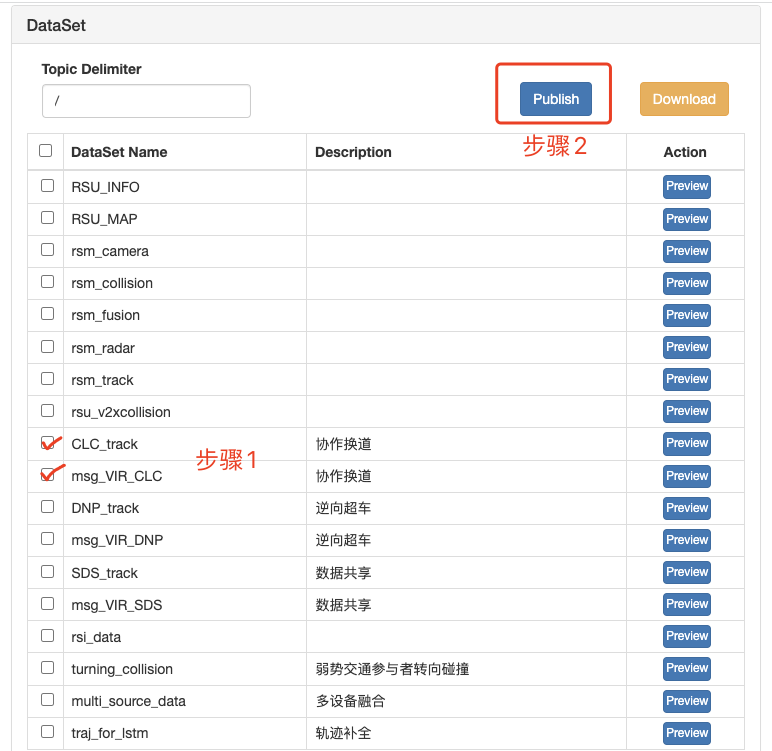 DataSet
Topic Delimiter
/
Publish
Download
步骤2
DataSet Name Description Action
RSU_INFO Preview
RSU_MAP Preview
rsm_camera Preview
rsm_collision Preview
rsm_fusion Preview
rsm_radar Preview
rsm_track Preview
rsu_v2xcollision Preview
CLC_track 协作换道 Preview
步骤1
msg_VIR_CLC 协作换道 Preview
DNP_track 逆向超车 Preview
msg_VIR_DNP 逆向超车 Preview
SDS_track 数据共享 Preview
msg_VIR_SDS 数据共享 Preview
rsi_data Preview
turning_collision 弱势交通参与者转向碰撞 Preview
multi_source_data 多设备融合 Preview
traj_for_lstm 轨迹补全 Preview